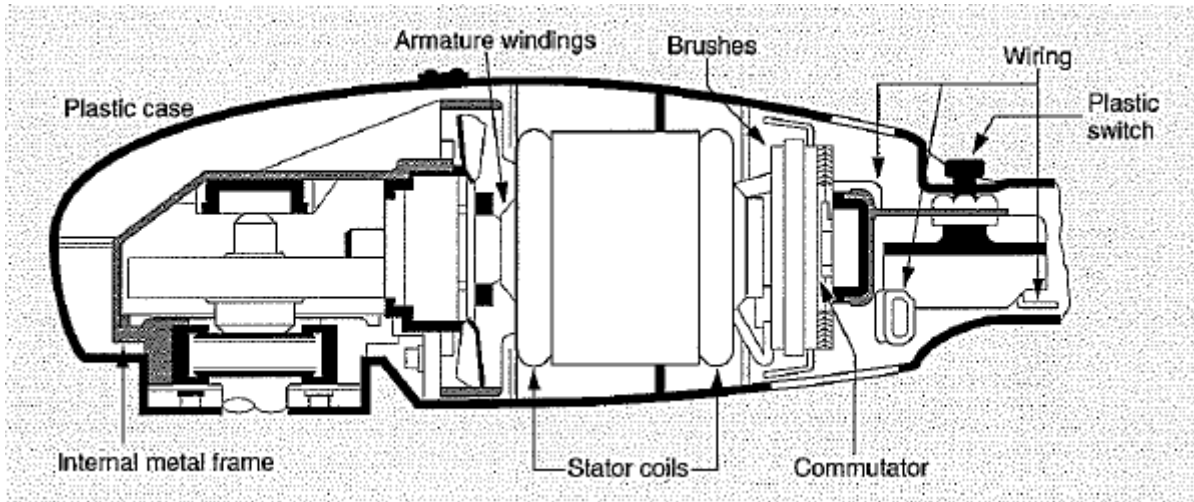 Armature windings
Brushes
Wiring
Plastic case
Plastic
switch
Internal metal frame
Stator coils
Commutator